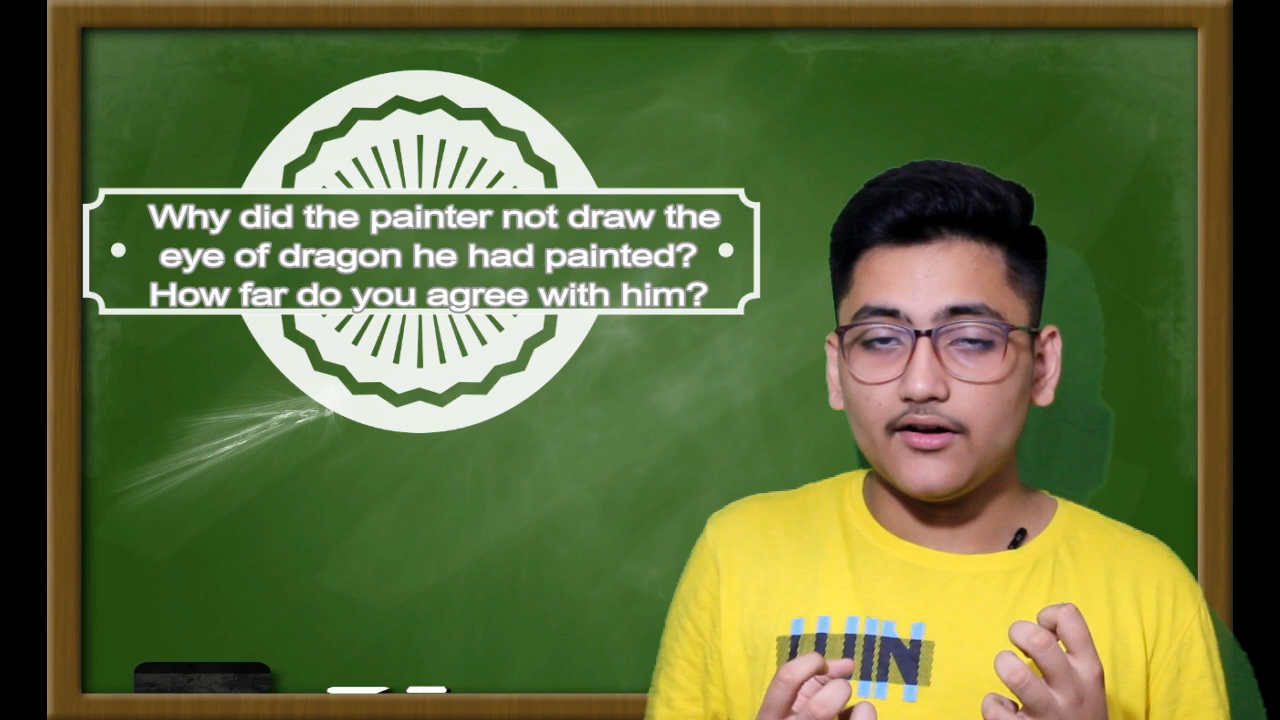 Why did the painter not draw the
eye of dragon he had painted?
How far do you agree with him?